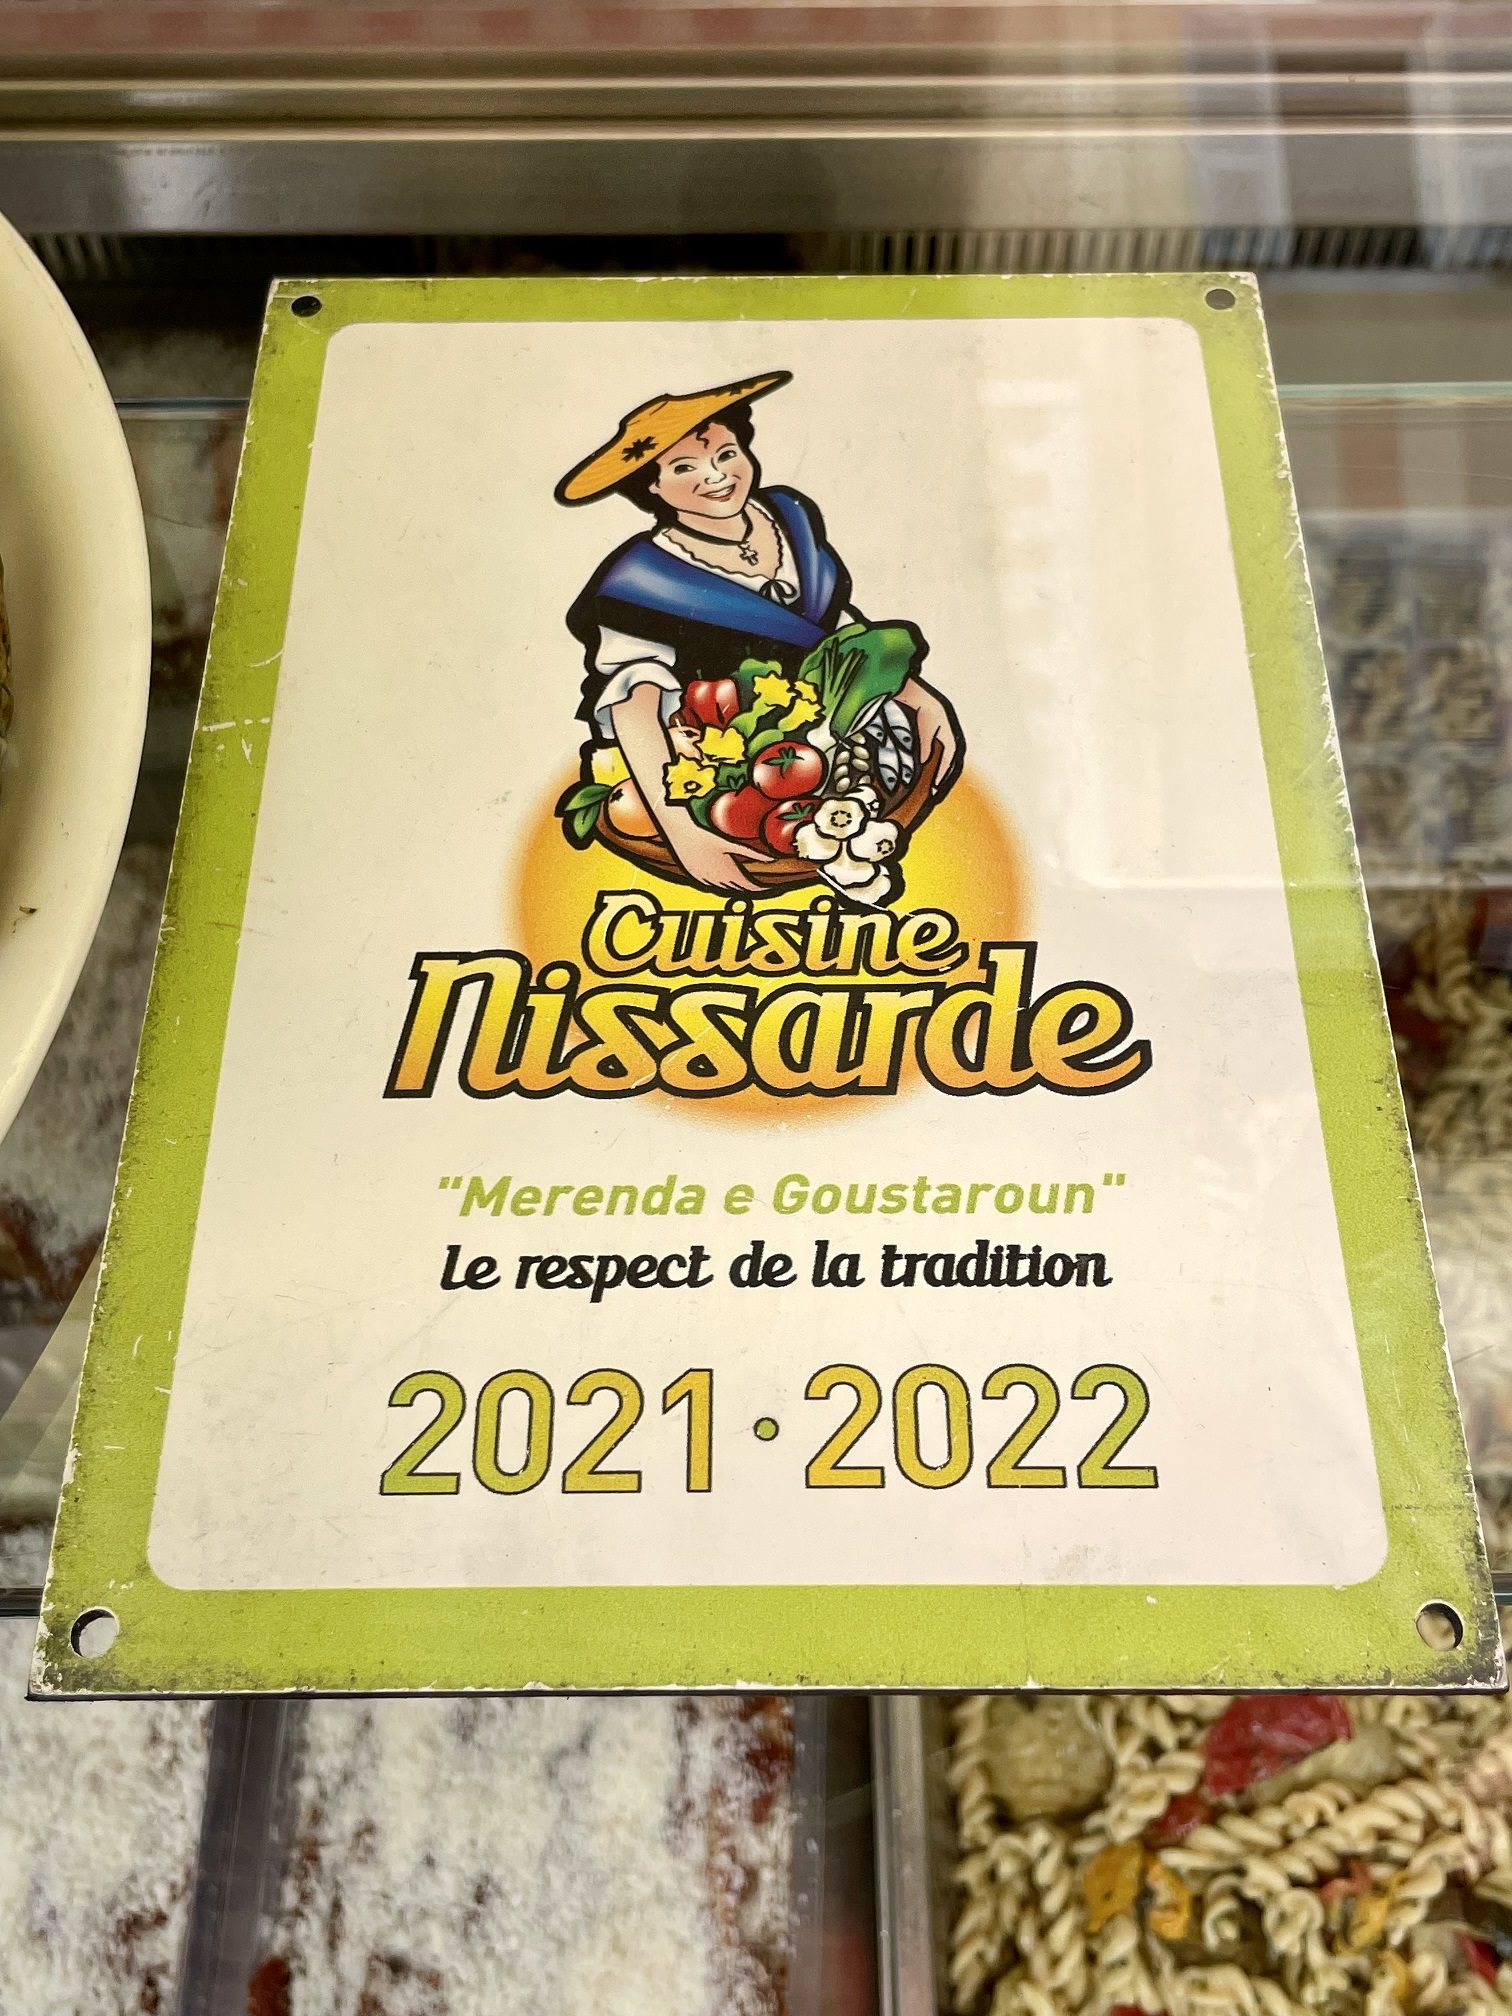 Cuisine
Nissarde
"Merenda e Goustaroun"
Le respect de la tradition
2021·2022